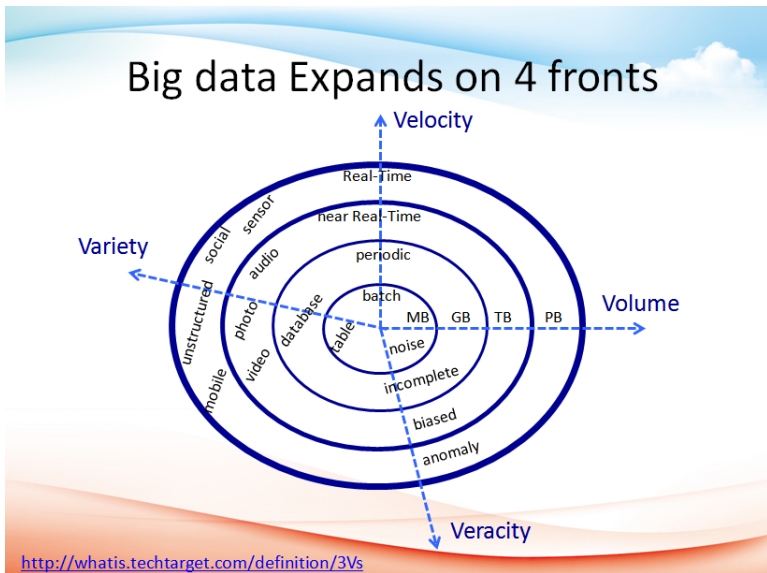 Big data Expands on 4 fronts
Velocity
Real-Time
near Real-Time
periodic
batch
Variety
sensor
social
unstructured
mobile
audio
photo
video
database
table
MB GB TB PB
Volume
noise
incomplete
biased
anomaly
Veracity
http://whatis.techtarget.com/definition/3Vs